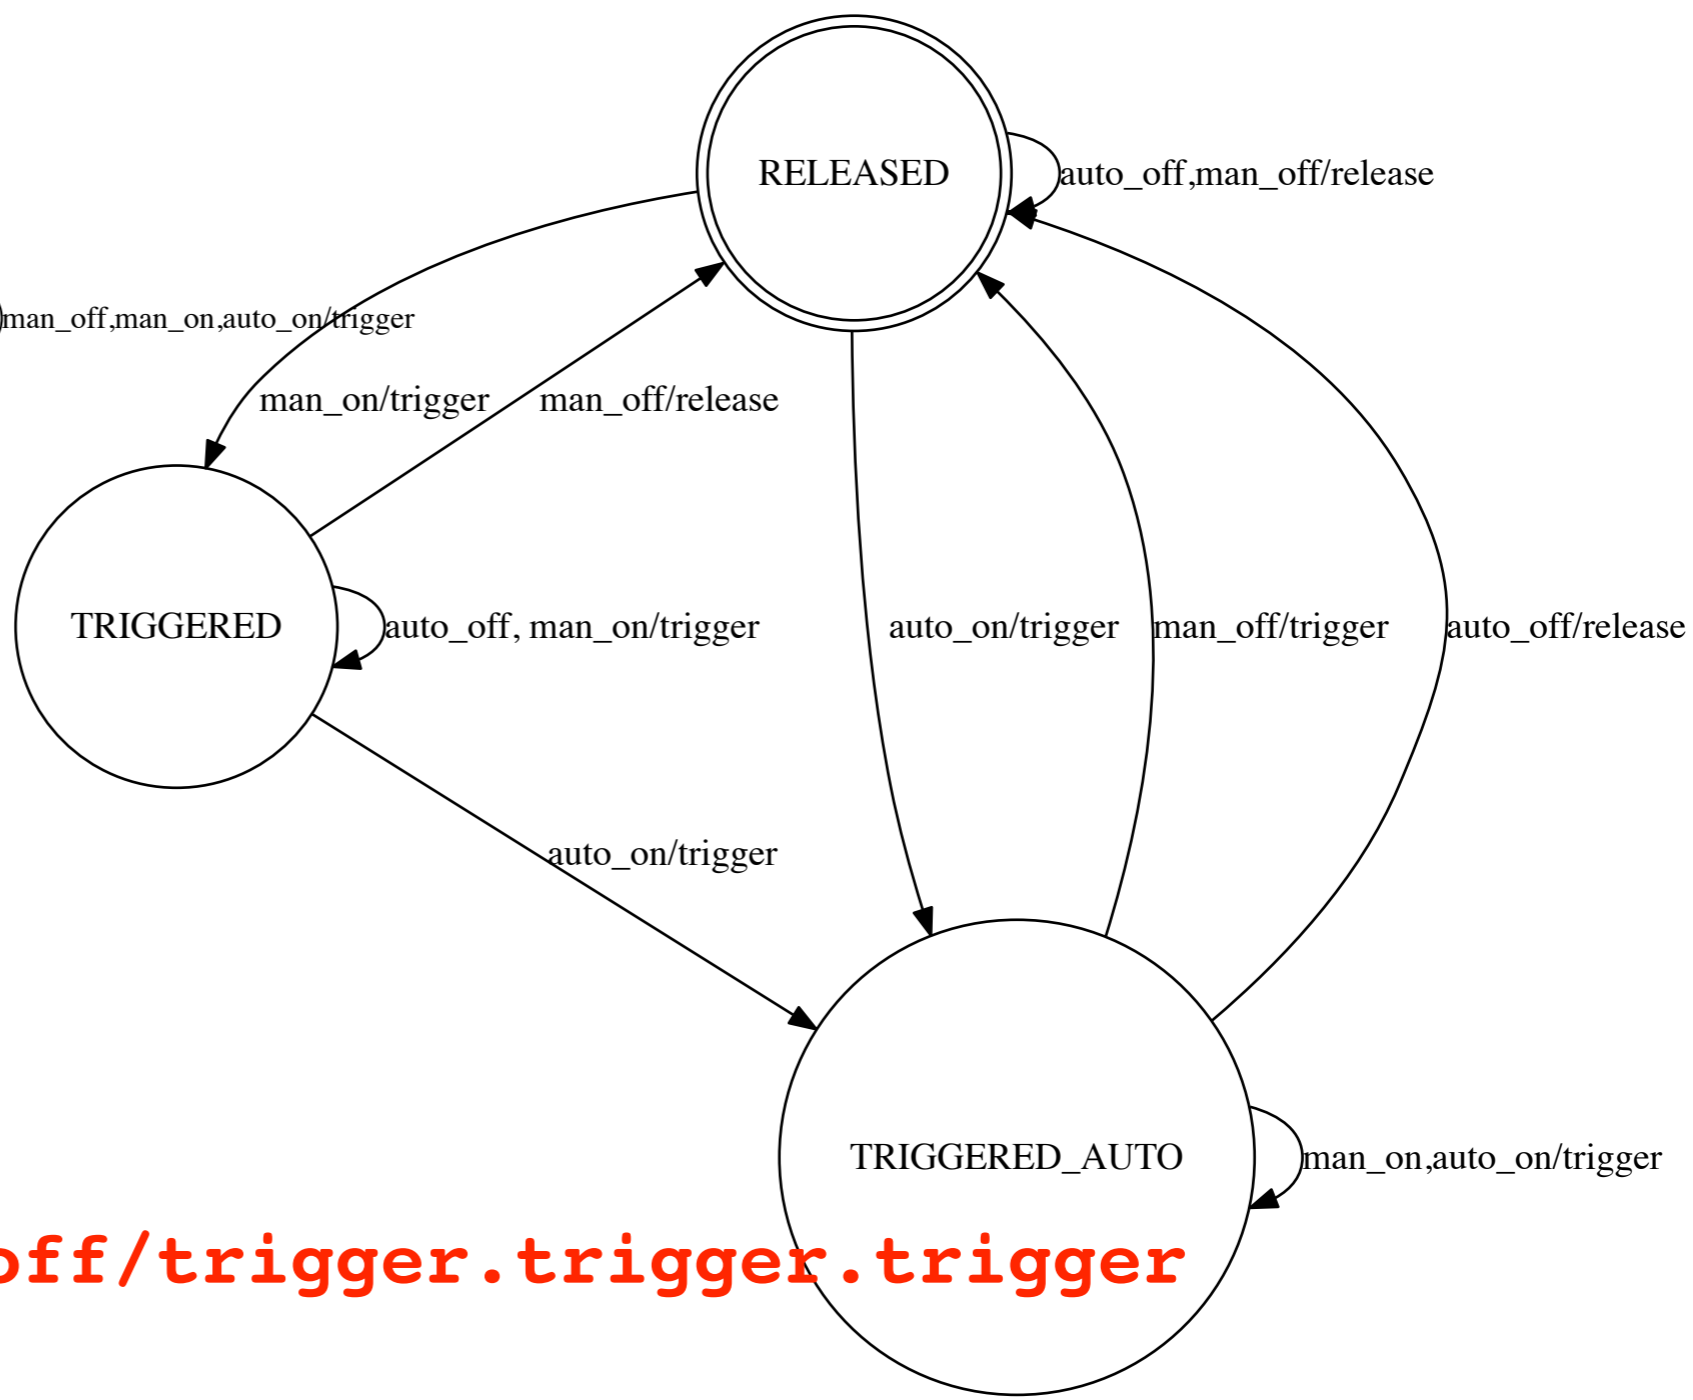 RELEASED
auto_off,man_off/release
man_off,man_on,auto_on/trigger
man_on/trigger
man_off/release
TRIGGERED
auto_off, man_on/trigger
auto_on/trigger
man_off/trigger
auto_off/release
auto_on/trigger
TRIGGERED_AUTO
man_on,auto_on/trigger
off/trigger.trigger.trigger